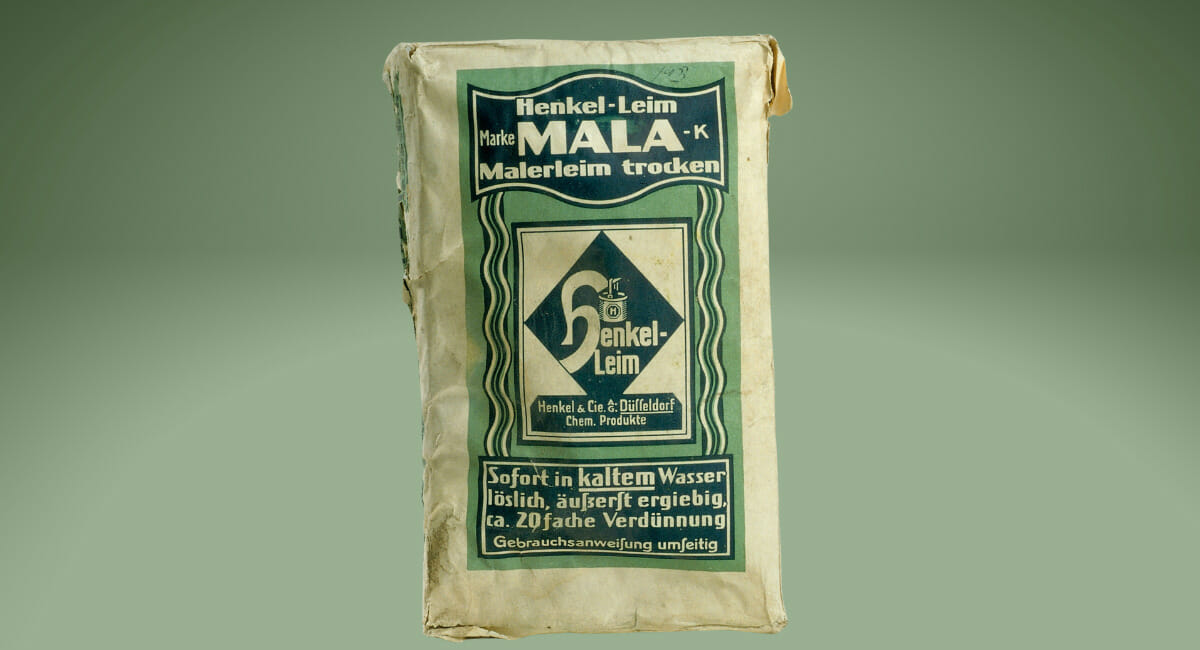 Henkel-Leim
Marke MALA-K
Malerleim trocken
Henkel-
Leim
Henkel & Cie. A.G. Düſſeldorf
Chem. Produkte
Sofort in kaltem Wasser
löslich, äußerſt ergiebig,
ca. 20fache Verdünnung
Gebrauchsanweiſung umſeitig